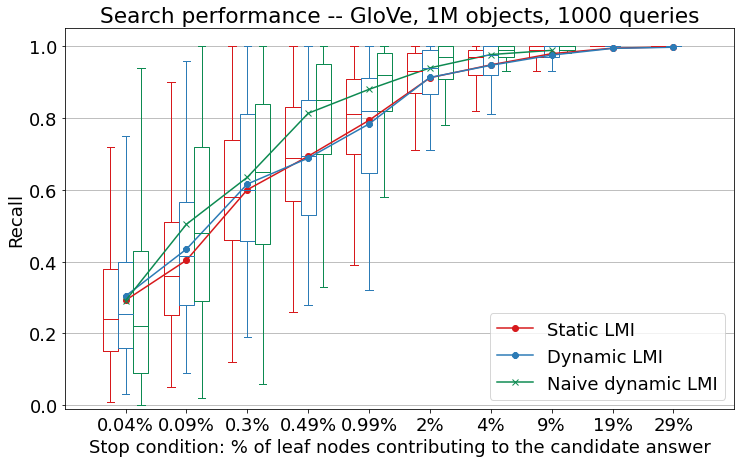 Search performance -- GloVe, 1M objects, 1000 queries
Recall
1.0
0.8
0.6
0.4
0.2
0.0
Static LMI
Dynamic LMI
Naive dynamic LMI
0.04% 0.09% 0.3% 0.49% 0.99% 2% 4% 9% 19% 29%
Stop condition: % of leaf nodes contributing to the candidate answer